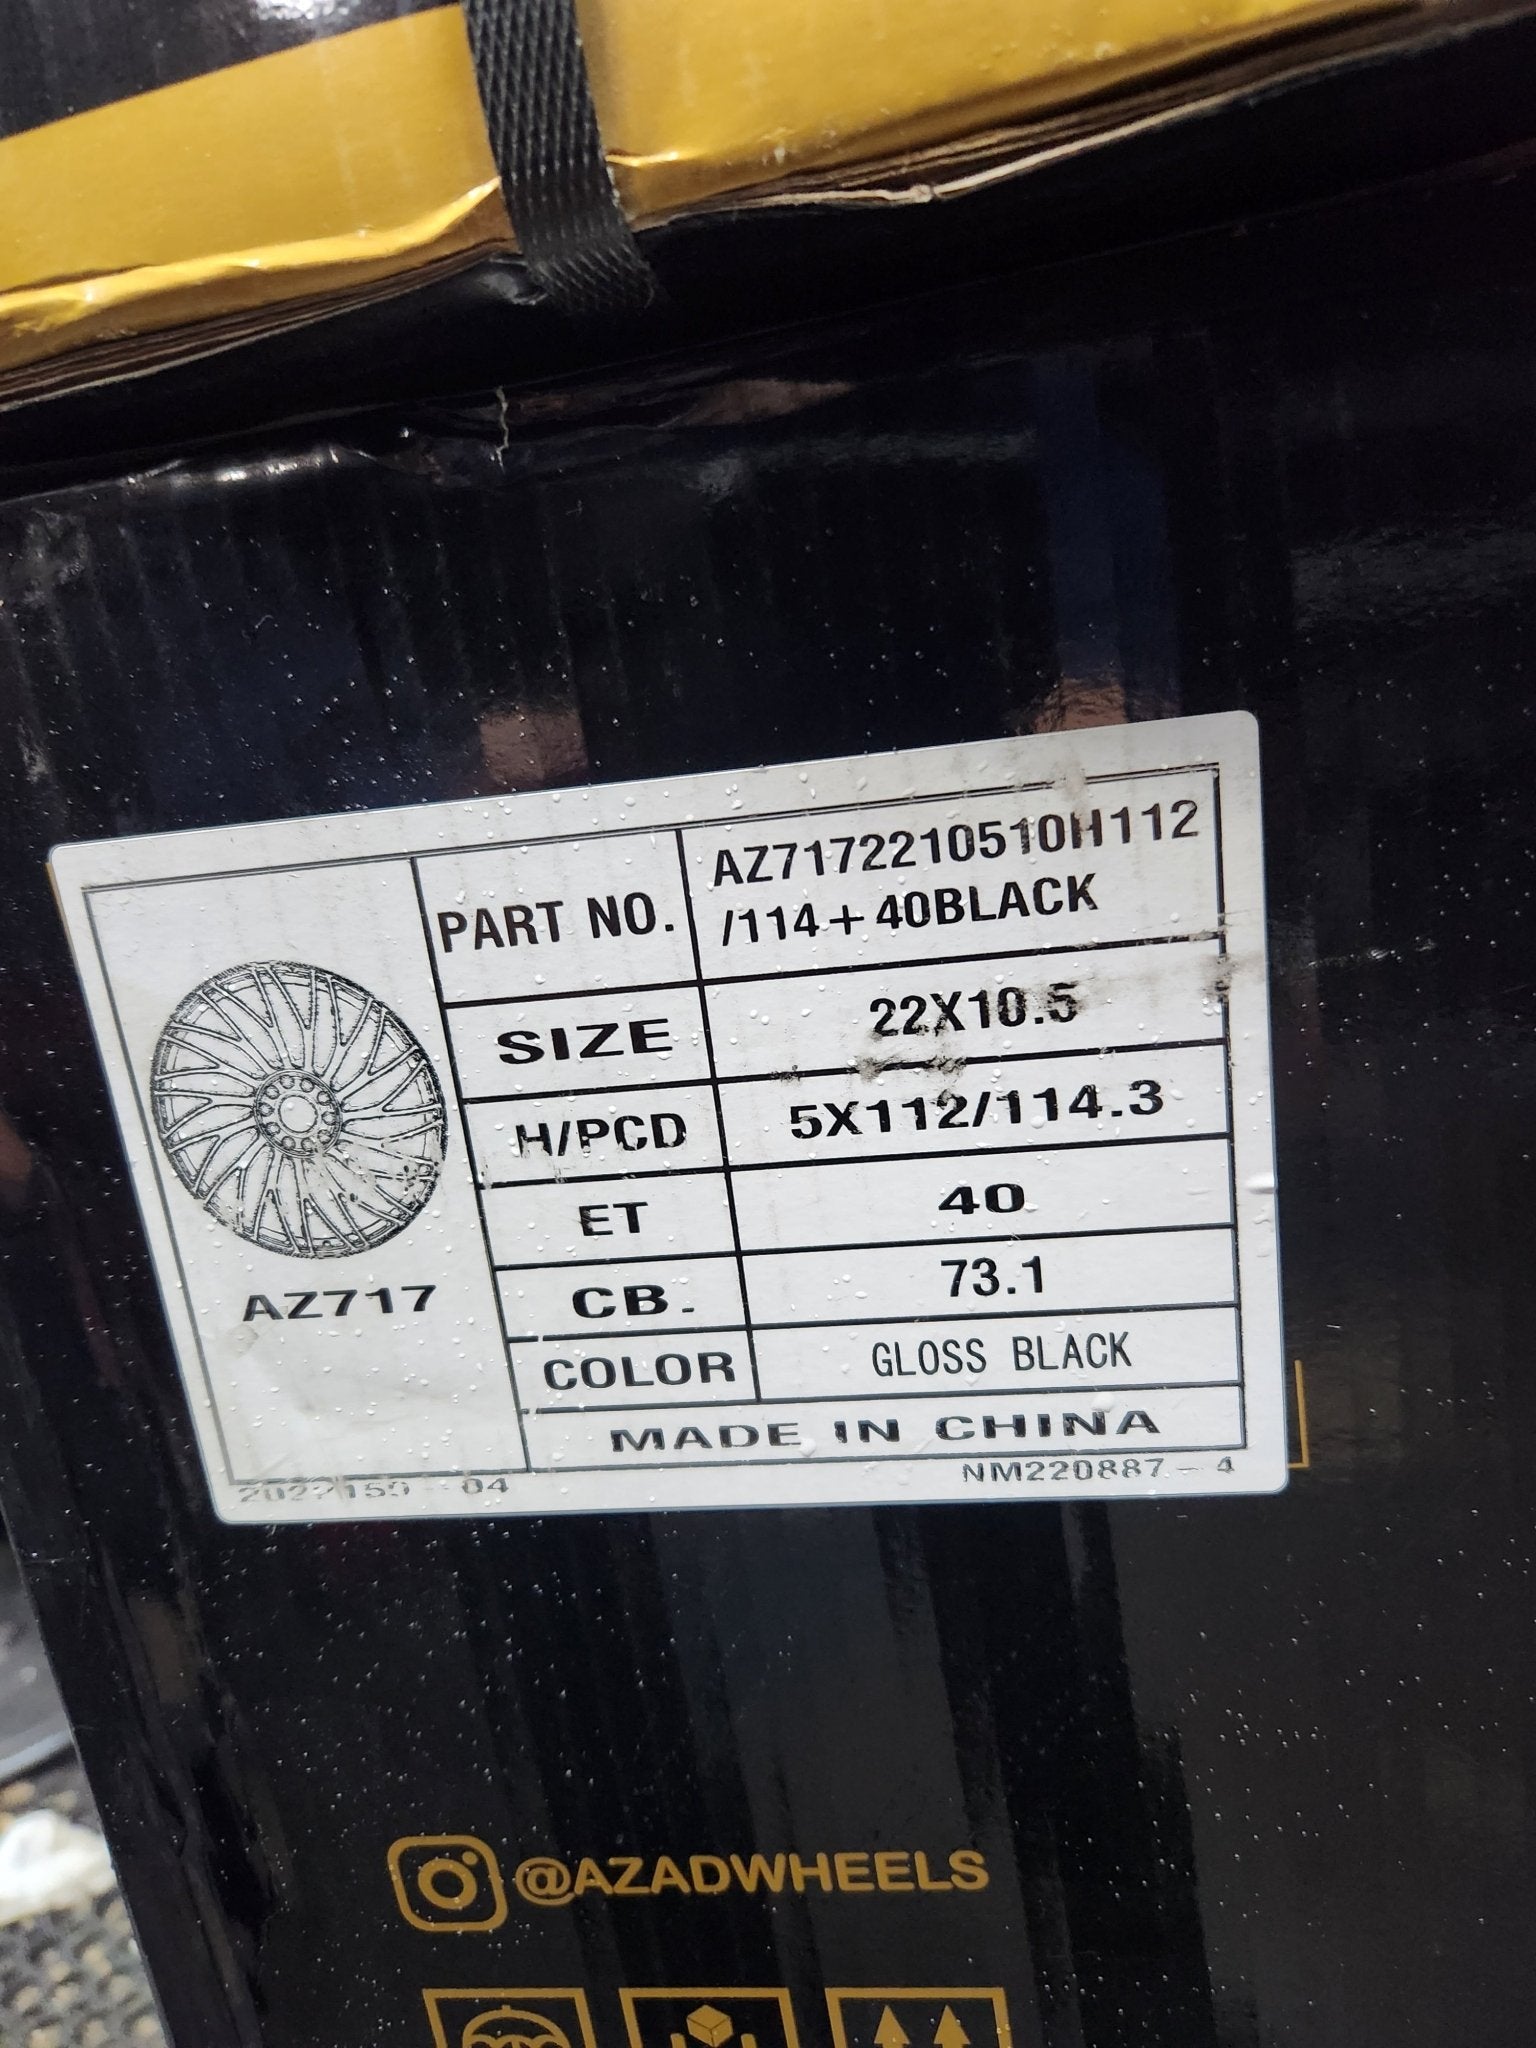 PART NO. AZ7172210510H112
/114+40BLACK
SIZE 22X10.5
H/PCD 5X112/114.3
ET 40
CB. 73.1
COLOR GLOSS BLACK
MADE IN CHINA
AZ717
04 NM220887-4
@AZADWHEELS